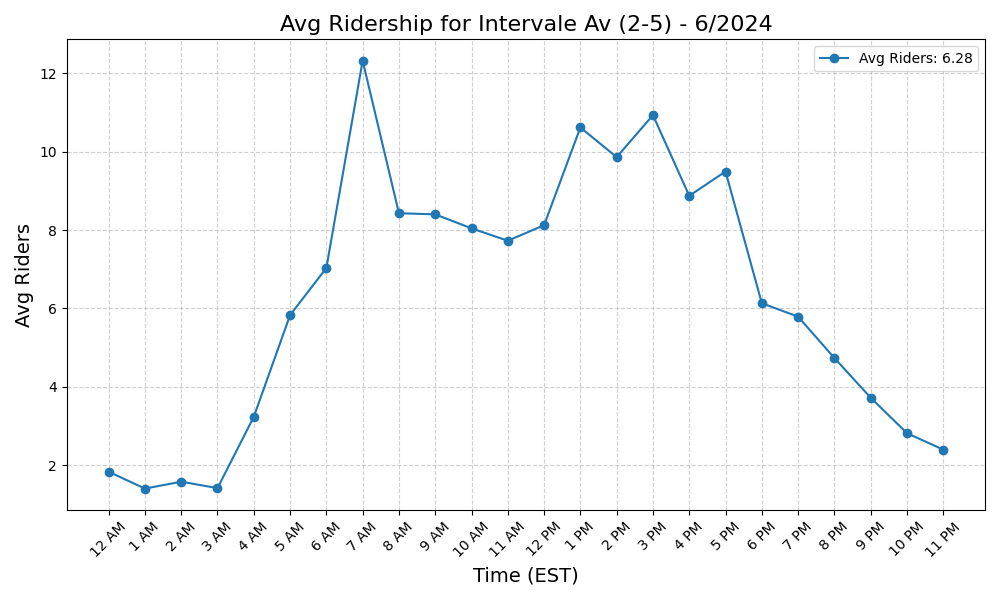 Avg Ridership for Intervale Av (2-5) - 6/2024
Avg Riders: 6.28
Avg Riders
12
10
8
6
4
2
12 AM
1 AM
2 AM
3 AM
4 AM
5 AM
6 AM
7 AM
8 AM
9 AM
10 AM
11 AM
12 PM
1 PM
2 PM
3 PM
4 PM
5 PM
6 PM
7 PM
8 PM
9 PM
10 PM
11 PM
Time (EST)